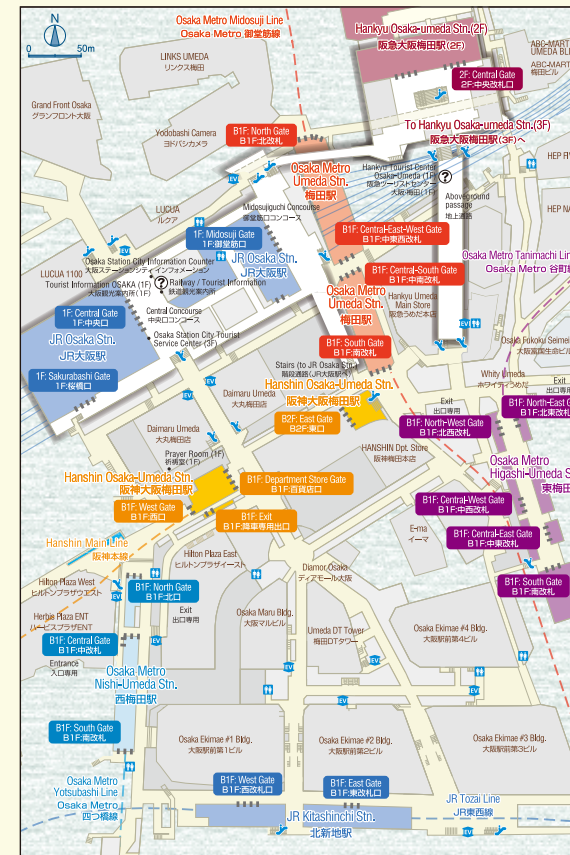 Osaka Metro Midosuji Line
Osaka Metro 御堂筋線
Hankyu Osaka-umeda Stn.(2F)
阪急大阪梅田駅(2F)
N
0 50m
LINKS UMEDA
リンクス梅田
ABC-MART
ABC-MART
梅田ビル
2F: Central Gate
2F:中央改札口
Grand Front Osaka
グランフロント大阪
To Hankyu Osaka-umeda Stn.(3F)
阪急大阪梅田駅(3F)へ
Yodobashi Camera
ヨドバシカメラ
B1F: North Gate
B1F:北改札
HEP
Osaka Metro
Umeda Stn.
梅田駅
Hankyu Tourist Center
Osaka-Umeda (1F)
阪急ツーリストセンター
大阪・梅田(1F)
Aboveground
passage
地上通路
HEP
LUCUA
ルクア
Midosujiguchi Concourse
御堂筋口コンコース
1F: Midosuji Gate
1F:御堂筋口
B1F: Central-East-West Gate
B1F:中東西改札
JR Osaka Stn.
JR大阪駅
Osaka Station City Information Counter
大阪ステーションシティ インフォメーション
LUCUA 1100
Tourist Information OSAKA (1F)
大阪観光案内所(1F)
Railway / Tourist Information
鉄道観光案内所
B1F: Central-South Gate
B1F:中南改札
Osaka Metro Tanimachi Line
Osaka Metro 谷町線
Osaka Metro
Umeda Stn.
梅田駅
Hankyu Umeda
Main Store
阪急うめだ本店
1F: Central Gate
1F:中央口
Central Concourse
中央口コンコース
JR Osaka Stn.
JR大阪駅
Osaka Station City Tourist
Service Center (3F)
B1F: South Gate
B1F:南改札
Osaka Fokoku Seimei
大阪富国生命ビル
Stairs (to JR Osaka Stn.)
階段通路(JR大阪駅へ)
1F: Sakurabashi Gate
1F:桜橋口
Hanshin Osaka-Umeda Stn.
阪神大阪梅田駅
Whity Umeda
ホワイティうめだ
Exit
出口専用
Daimaru Umeda
大丸梅田店
Exit
出口専用
B1F: North-East Gate
B1F:北東改札
B2F: East Gate
B2F:東口
B1F: North-West Gate
B1F:北西改札
Daimaru Umeda
大丸梅田店
HANSHIN Dpt. Store
阪神梅田本店
Prayer Room (1F)
祈祷室(1F)
Osaka Metro
Higashi-Umeda
東梅田
Hanshin Osaka-Umeda Stn.
阪神大阪梅田駅
B1F: Department Store Gate
B1F:百貨店口
B1F: West Gate
B1F:西口
B1F: Central-West Gate
B1F:中西改札
B1F: Exit
B1F:降車専用出口
E-ma
イーマ
B1F: Central-East Gate
B1F:中東改札
Hanshin Main Line
阪神本線
Hilton Plaza East
ヒルトンプラザイースト
Diamor Osaka
ディアモール大阪
Hilton Plaza West
ヒルトンプラザウエスト
B1F: North Gate
B1F:北口
B1F: South Gate
B1F:南改札
Herbis Plaza ENT
ハービスプラザENT
Exit
出口専用
Osaka Maru Bldg.
大阪マルビル
Umeda DT Tower
梅田DTタワー
Osaka Ekimae #4 Bldg.
大阪駅前第4ビル
B1F: Central Gate
B1F:中改札
Entrance
入口専用
Osaka Metro
Nishi-Umeda Stn.
西梅田駅
B1F: South Gate
B1F:南改札
Osaka Ekimae #1 Bldg.
大阪駅前第1ビル
Osaka Ekimae #2 Bldg.
大阪駅前第2ビル
Osaka Ekimae #3 Bldg.
大阪駅前第3ビル
Osaka Metro
Yotsubashi Line
Osaka Metro
四つ橋線
B1F: West Gate
B1F:西改札口
B1F: East Gate
B1F:東改札口
JR Tozai Line
JR東西線
JR Kitashinchi Stn.
北新地駅